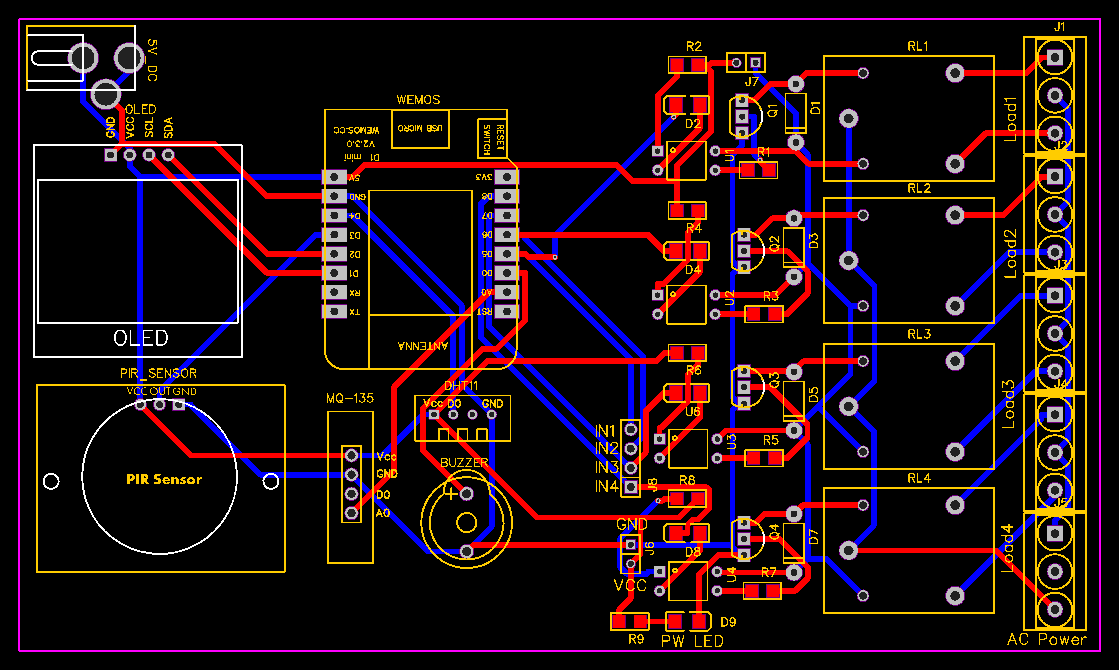 5V_DC
OLED
GND
VCC
SCL
SDA
OLED
WEMOS
WEMOS.CC
V2.3.0
D1 mini
USB MICRO
RESET
SWITCH
5V
GND
D4
D3
D2
D1
RX
TX
3V3
D8
D7
D6
D5
D0
A0
RST
ANTENNA
PIR_SENSOR
VCC OUT GND
PIR Sensor
MQ-135
Vcc
GND
D0
A0
DHT11
Vcc D0 GND
BUZZER
+
IN1
IN2
IN3
IN4
J8
GND
J6
VCC
R9
PW LED
D9
R2
D2
J7
Q1
D1
U1
R1
R4
D4
Q2
D3
U2
R3
R6
U6
Q3
D5
U3
R5
R8
D8
Q4
D7
U4
R7
RL1
RL2
RL3
RL4
J1
Load1
J2
Load2
J3
Load3
J4
Load4
J5
AC Power